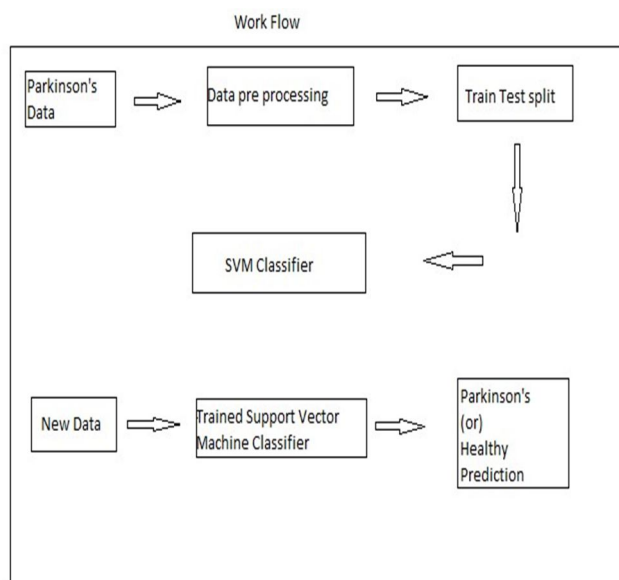 Work Flow
Parkinson's
Data
Data pre processing
Train Test split
SVM Classifier
New Data
Trained Support Vector
Machine Classifier
Parkinson's
(or)
Healthy
Prediction